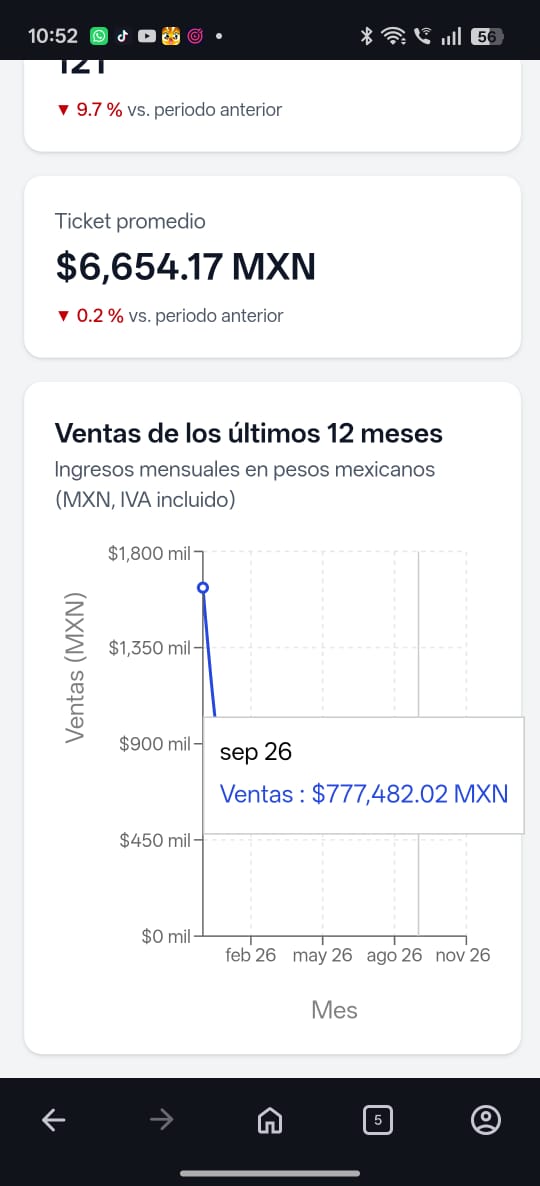 10:52
56
121
▼ 9.7 % vs. periodo anterior
Ticket promedio
$6,654.17 MXN
▼ 0.2 % vs. periodo anterior
Ventas de los últimos 12 meses
Ingresos mensuales en pesos mexicanos
(MXN, IVA incluido)
Ventas (MXN)
$1,800 mil
$1,350 mil
$900 mil
$450 mil
$0 mil
sep 26
Ventas : $777,482.02 MXN
feb 26 may 26 ago 26 nov 26
Mes
5